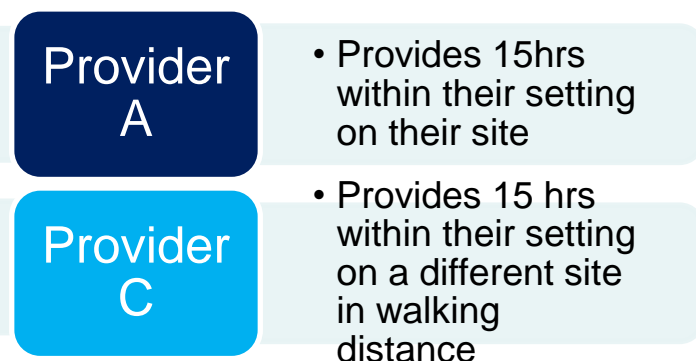 Provider
A
• Provides 15hrs
within their setting
on their site
Provider
C
• Provides 15 hrs
within their setting
on a different site
in walking
distance